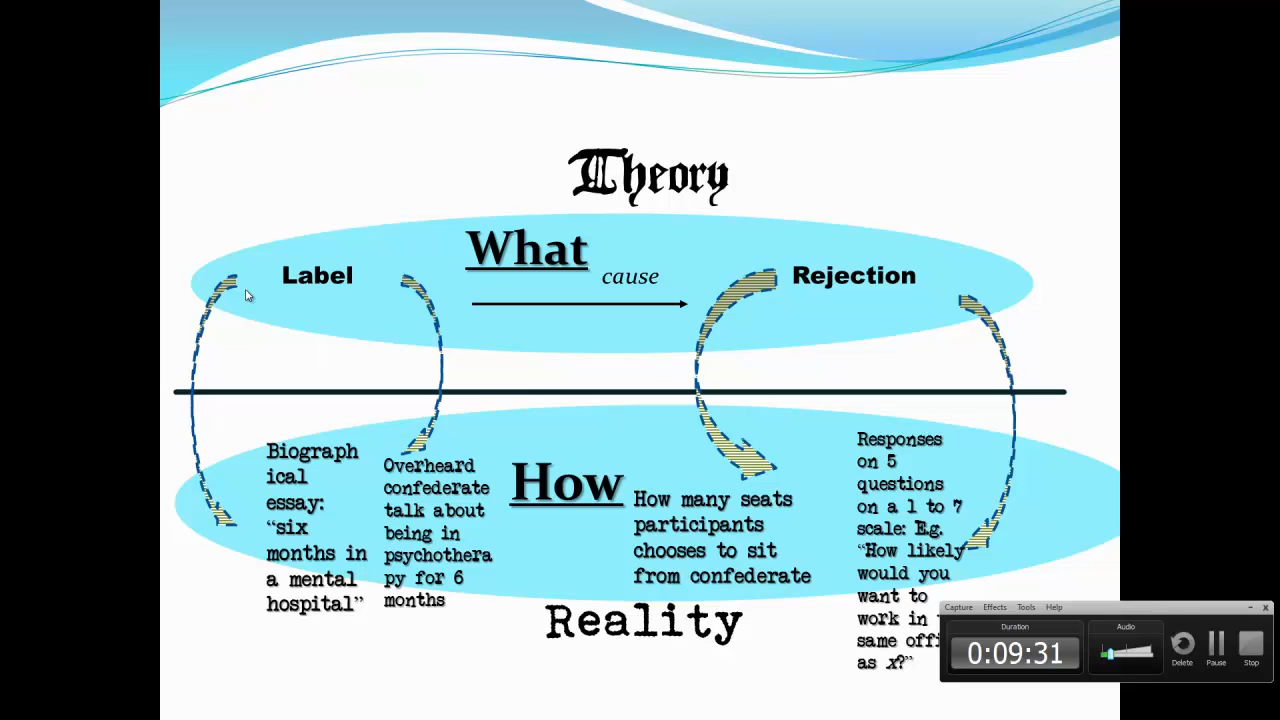 Theory
What
Label
cause
Rejection
Biograph
ical
essay:
“six
months in
a mental
hospital”
Overheard
confederate
talk about
being in
psychothera
py for 6
months
How
How many seats
participants
chooses to sit
from confederate
Responses
on 5
questions
on a 1 to 7
scale: E.g.
“How likely
would you
want to
work in
same offi
as x?”
Reality
Capture Effects Tools Help
Duration
0:09:31
Audio
Delete Pause Stop